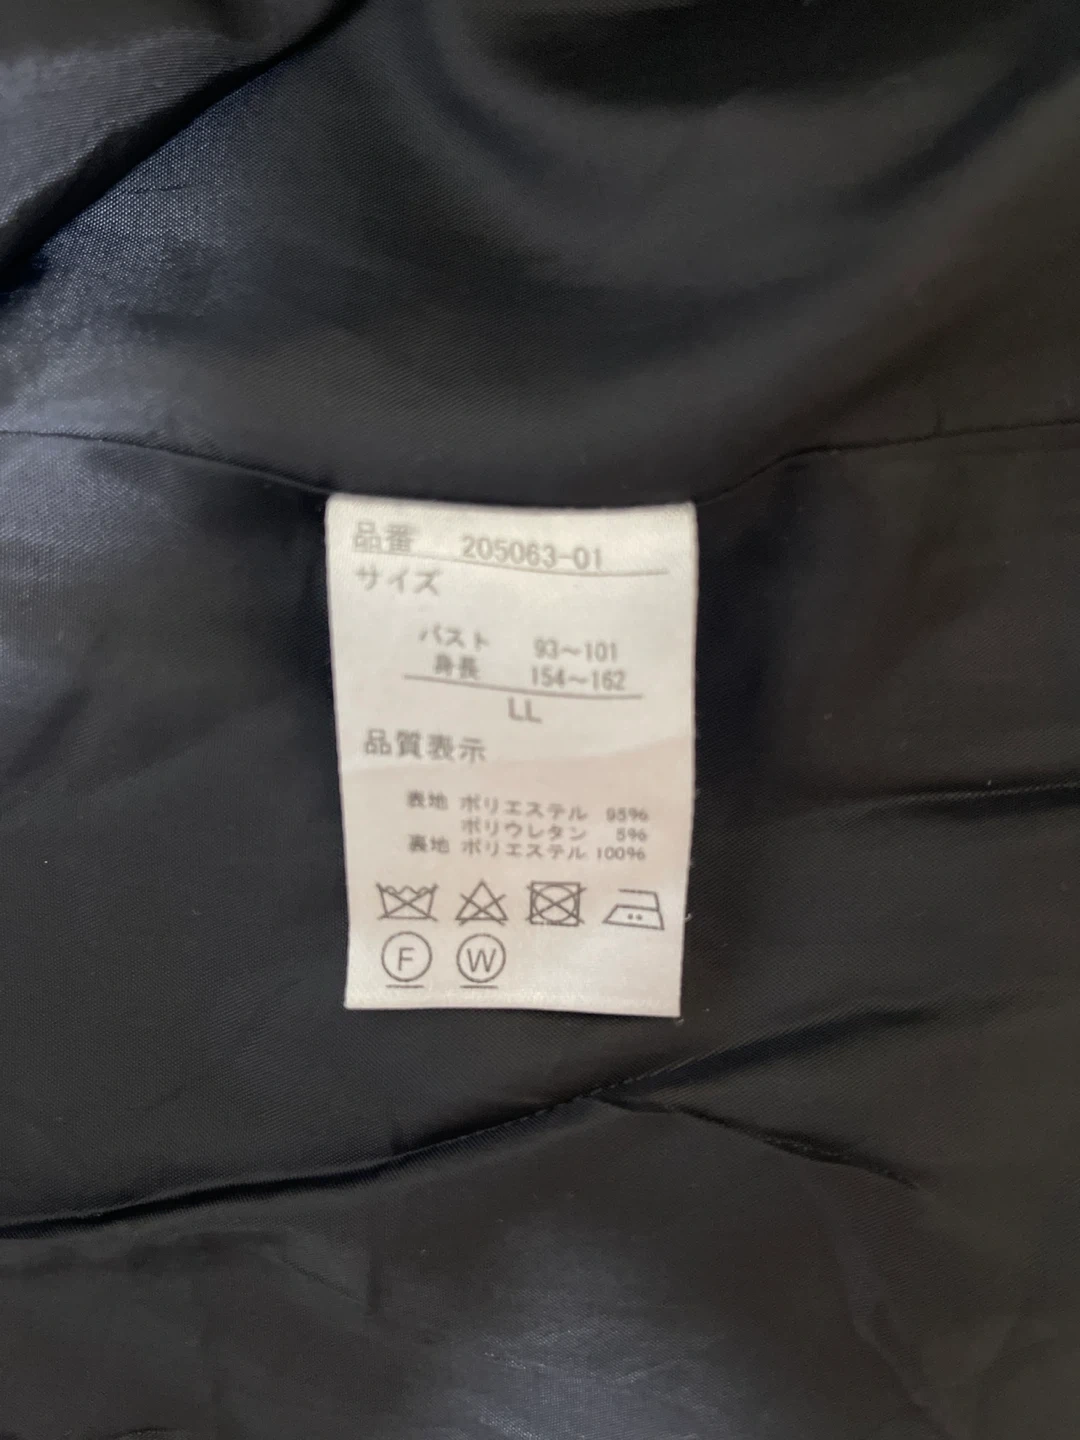 品番 205063-01
サイズ
バスト 93～101
身長 154～162
LL
品質表示
表地 ポリエステル 95%
ポリウレタン 5%
裏地 ポリエステル 100%
F W